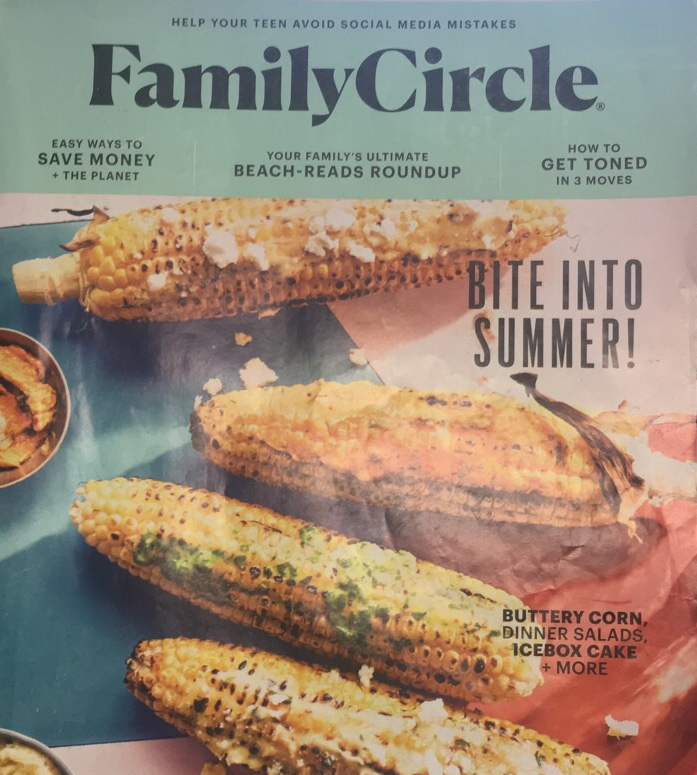 HELP YOUR TEEN AVOID SOCIAL MEDIA MISTAKES
FamilyCircle®
EASY WAYS TO
SAVE MONEY
+ THE PLANET
YOUR FAMILY'S ULTIMATE
BEACH-READS ROUNDUP
HOW TO
GET TONED
IN 3 MOVES
BITE INTO
SUMMER!
BUTTERY CORN,
DINNER SALADS,
ICEBOX CAKE
+ MORE